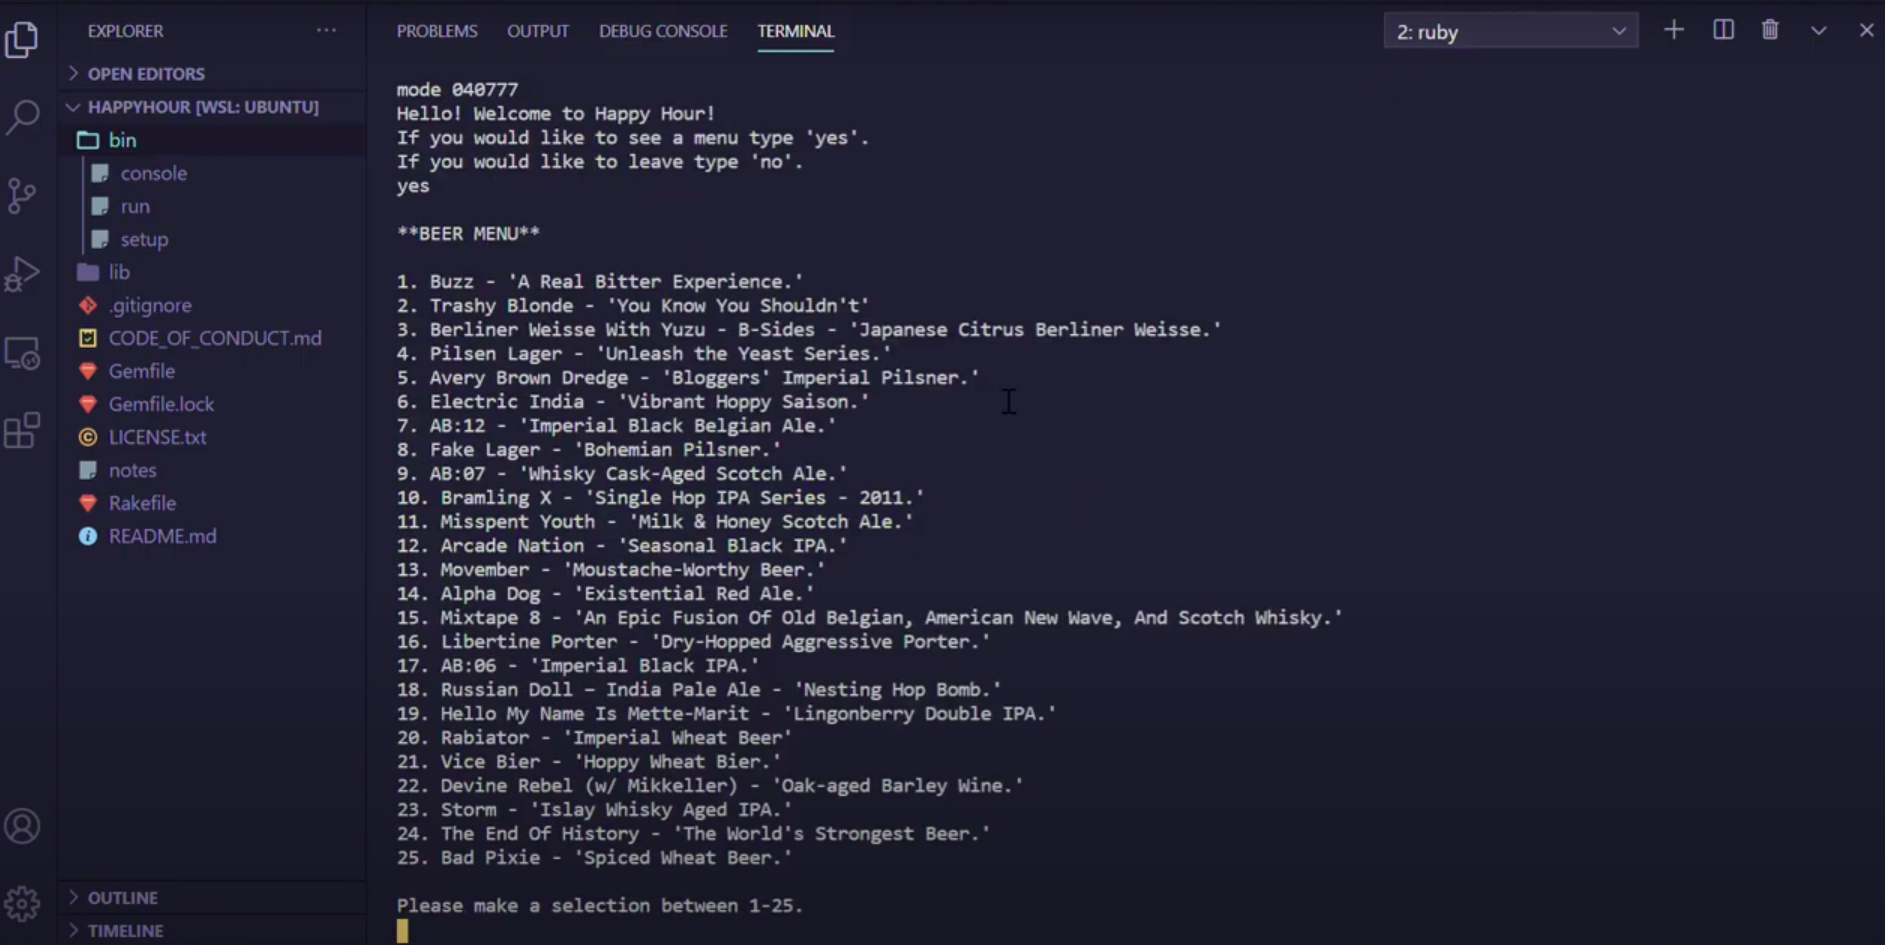 EXPLORER
OPEN EDITORS
HAPPYHOUR [WSL: UBUNTU]
bin
console
run
setup
lib
.gitignore
CODE_OF_CONDUCT.md
Gemfile
Gemfile.lock
LICENSE.txt
notes
Rakefile
README.md
OUTLINE
TIMELINE
PROBLEMS OUTPUT DEBUG CONSOLE TERMINAL 2: ruby
mode 040777
Hello! Welcome to Happy Hour!
If you would like to see a menu type 'yes'.
If you would like to leave type 'no'.
yes
**BEER MENU**
1. Buzz - 'A Real Bitter Experience.'
2. Trashy Blonde - 'You Know You Shouldn't'
3. Berliner Weisse With Yuzu - B-Sides - 'Japanese Citrus Berliner Weisse.'
4. Pilsen Lager - 'Unleash the Yeast Series.'
5. Avery Brown Dredge - 'Bloggers' Imperial Pilsner.'
6. Electric India - 'Vibrant Hoppy Saison.'
7. AB:12 - 'Imperial Black Belgian Ale.'
8. Fake Lager - 'Bohemian Pilsner.'
9. AB:07 - 'Whisky Cask-Aged Scotch Ale.'
10. Bramling X - 'Single Hop IPA Series - 2011.'
11. Misspent Youth - 'Milk & Honey Scotch Ale.'
12. Arcade Nation - 'Seasonal Black IPA.'
13. Movember - 'Moustache-Worthy Beer.'
14. Alpha Dog - 'Existential Red Ale.'
15. Mixtape 8 - 'An Epic Fusion Of Old Belgian, American New Wave, And Scotch Whisky.'
16. Libertine Porter - 'Dry-Hopped Aggressive Porter.'
17. AB:06 - 'Imperial Black IPA.'
18. Russian Doll – India Pale Ale - 'Nesting Hop Bomb.'
19. Hello My Name Is Mette-Marit - 'Lingonberry Double IPA.'
20. Rabiator - 'Imperial Wheat Beer'
21. Vice Bier - 'Hoppy Wheat Bier.'
22. Devine Rebel (w/ Mikkeller) - 'Oak-aged Barley Wine.'
23. Storm - 'Islay Whisky Aged IPA.'
24. The End Of History - 'The World's Strongest Beer.'
25. Bad Pixie - 'Spiced Wheat Beer.'
Please make a selection between 1-25.